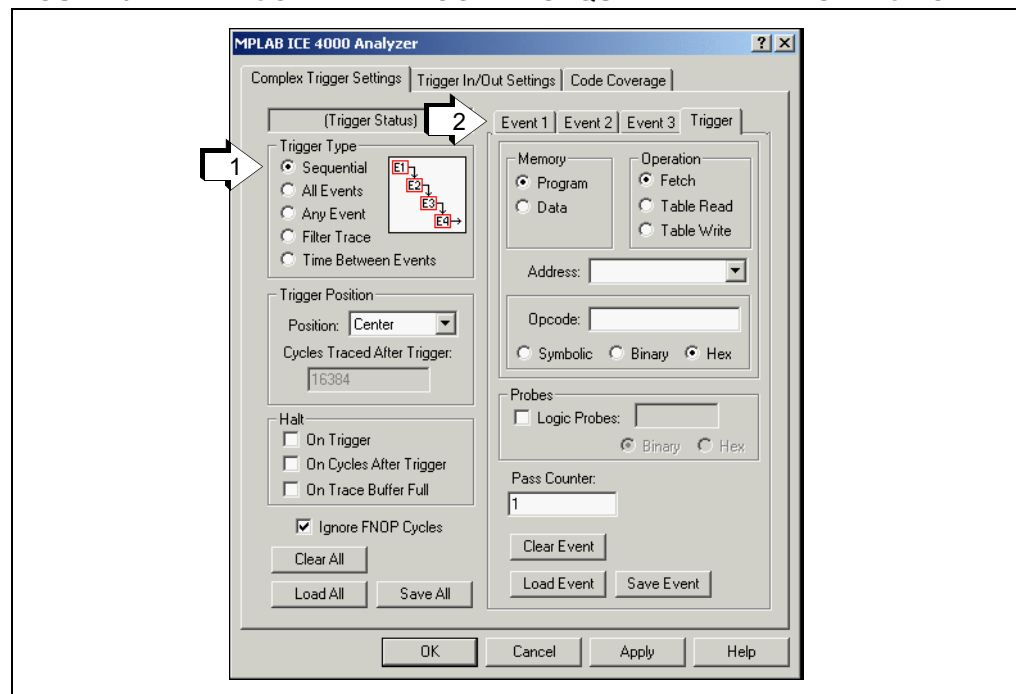 MPLAB ICE 4000 Analyzer
Complex Trigger Settings
Trigger In/Out Settings
Code Coverage
(Trigger Status)
2
Event 1
Event 2
Event 3
Trigger
1
Trigger Type
Sequential
All Events
Any Event
Filter Trace
Time Between Events
E1
E2
E3
E4
Trigger Position
Position: Center
Cycles Traced After Trigger:
16384
Halt
On Trigger
On Cycles After Trigger
On Trace Buffer Full
Ignore FNOP Cycles
Clear All
Load All
Save All
Memory
Program
Data
Operation
Fetch
Table Read
Table Write
Address:
Opcode:
Symbolic
Binary
Hex
Probes
Logic Probes:
Binary
Hex
Pass Counter:
1
Clear Event
Load Event
Save Event
OK
Cancel
Apply
Help